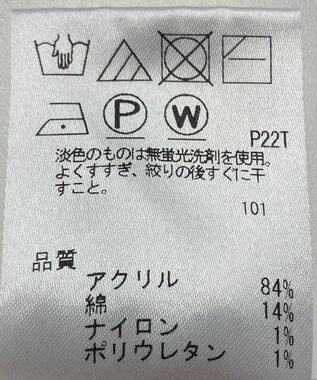 P
W
P22T
淡色のものは無蛍光洗剤を使用。
よくすすぎ、絞りの後すぐに干
すこと。
101
品質
アクリル 84%
綿 14%
ナイロン 1%
ポリウレタン 1%